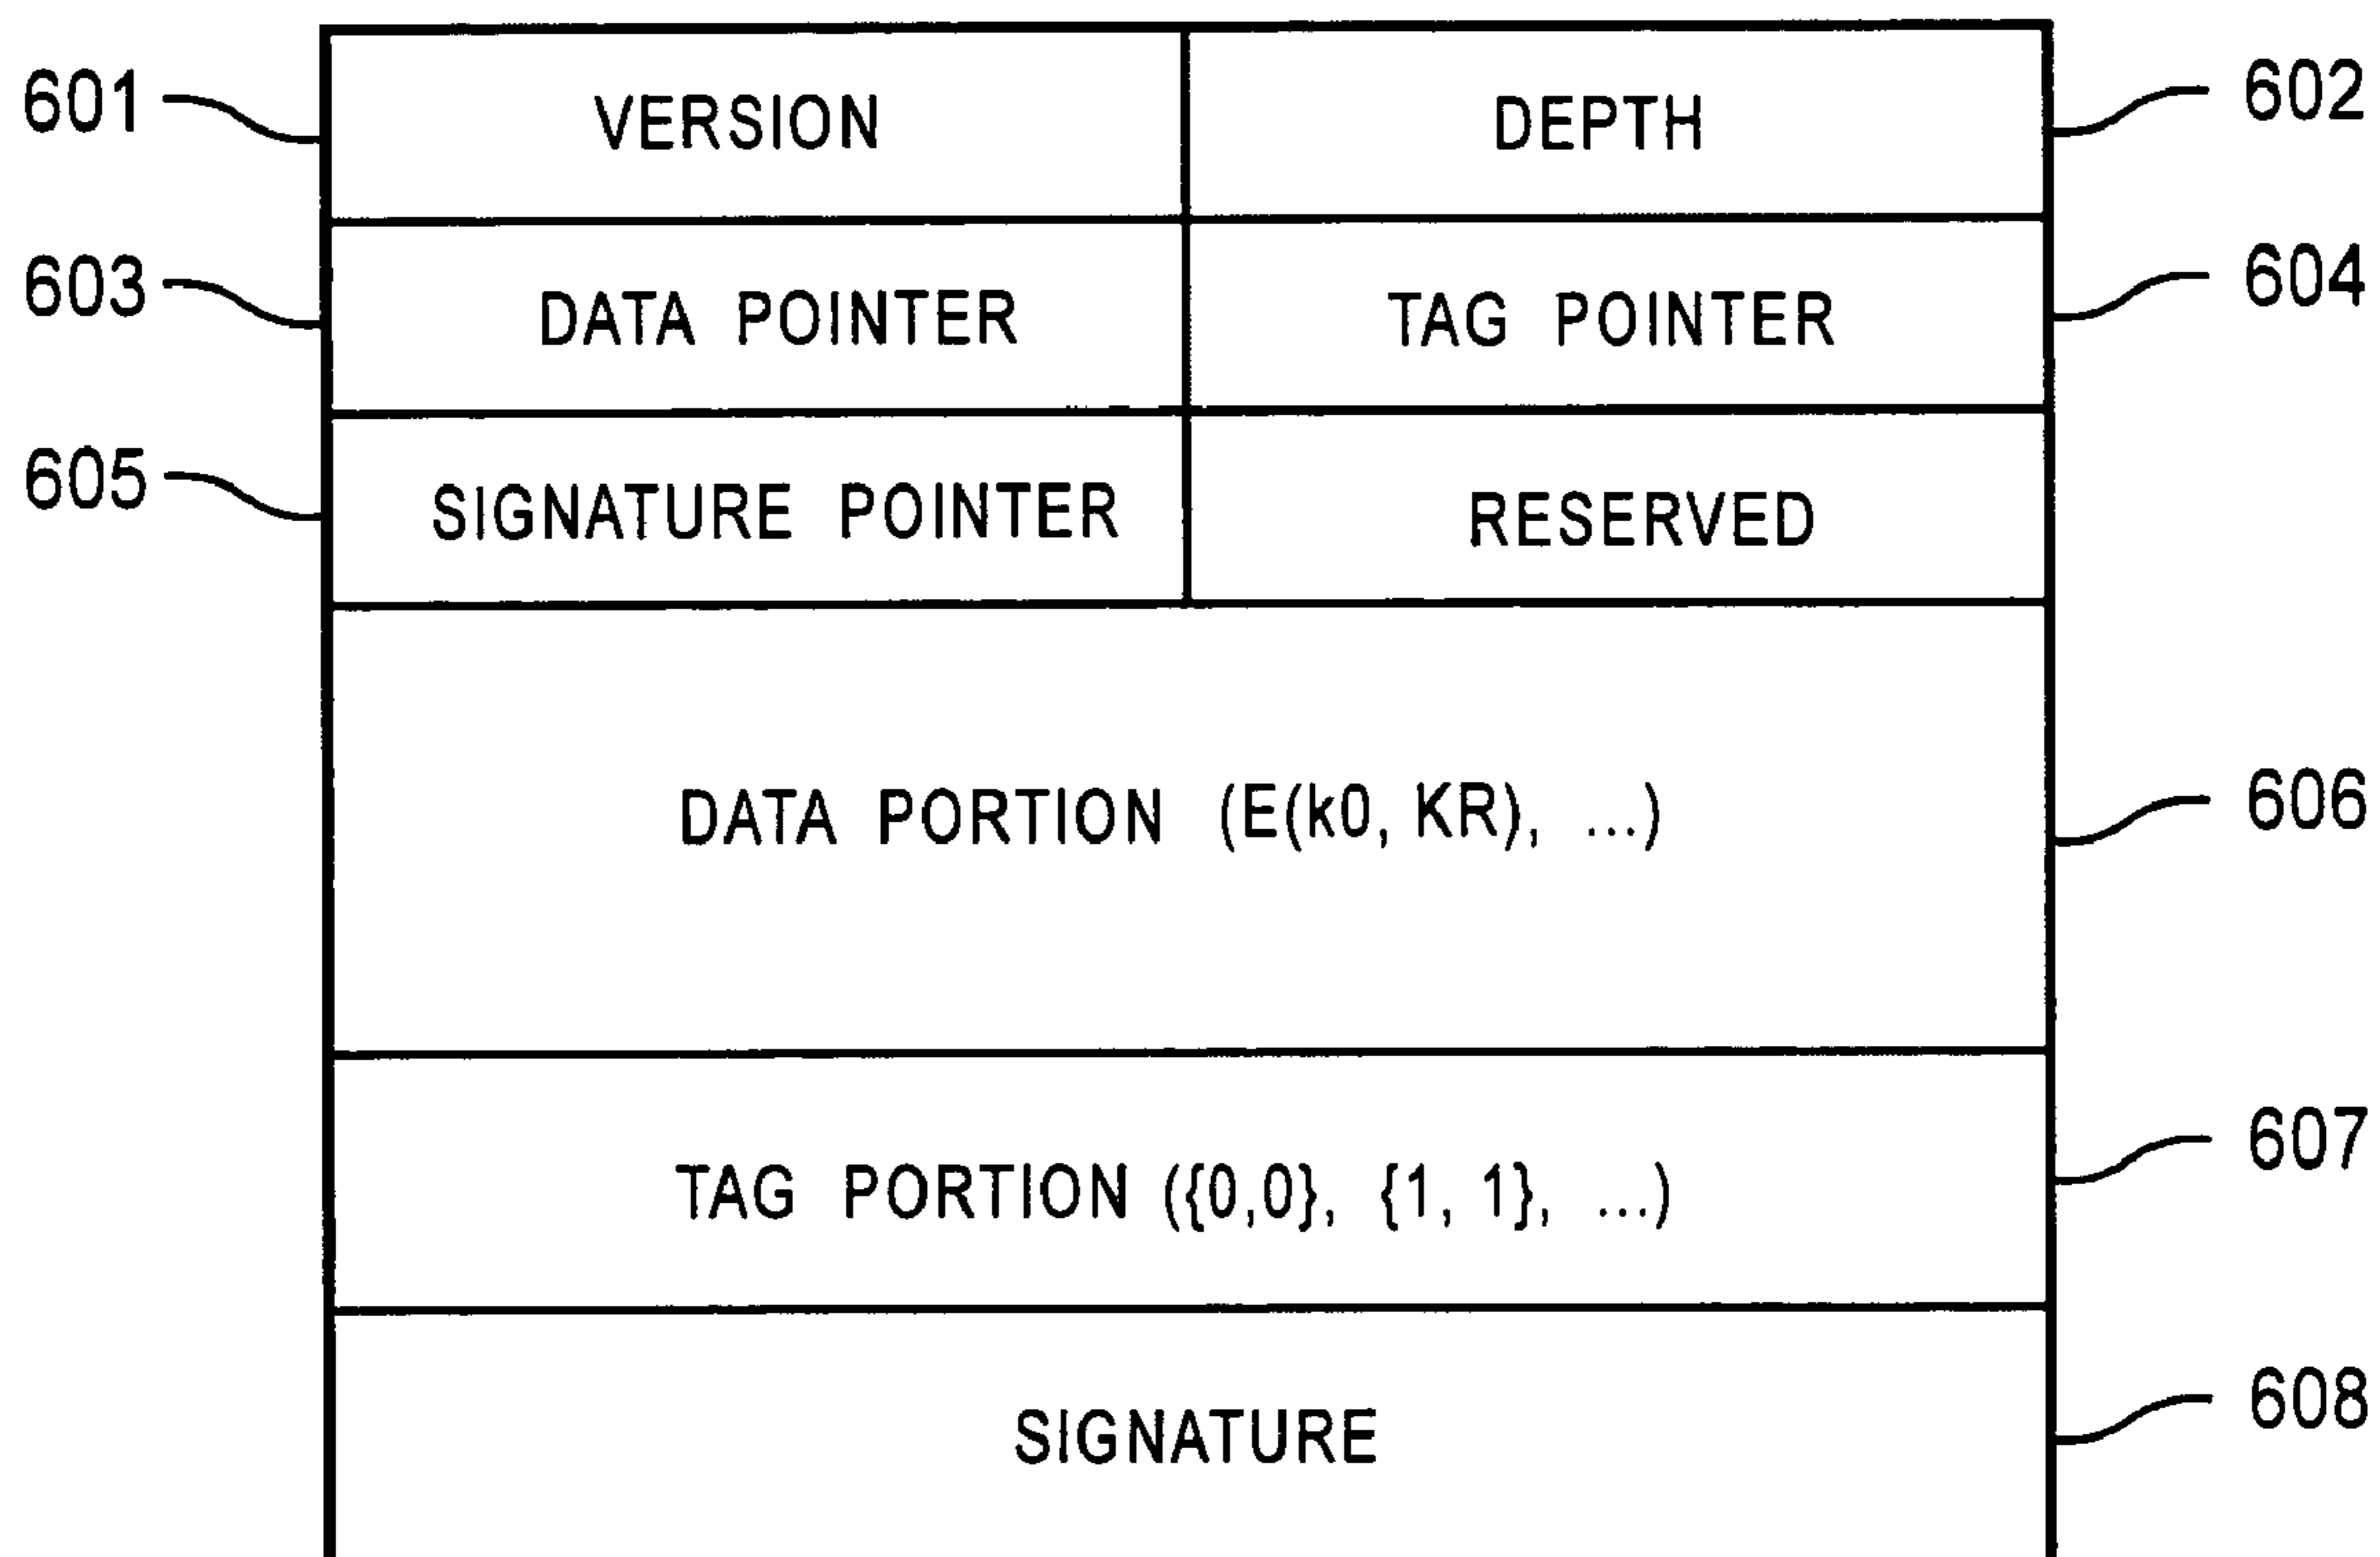 601 VERSION DEPTH 602
603 DATA POINTER TAG POINTER 604
605 SIGNATURE POINTER RESERVED
DATA PORTION (E(k0, KR), ...) 606
TAG PORTION ({0,0}, {1, 1}, ...) 607
SIGNATURE 608